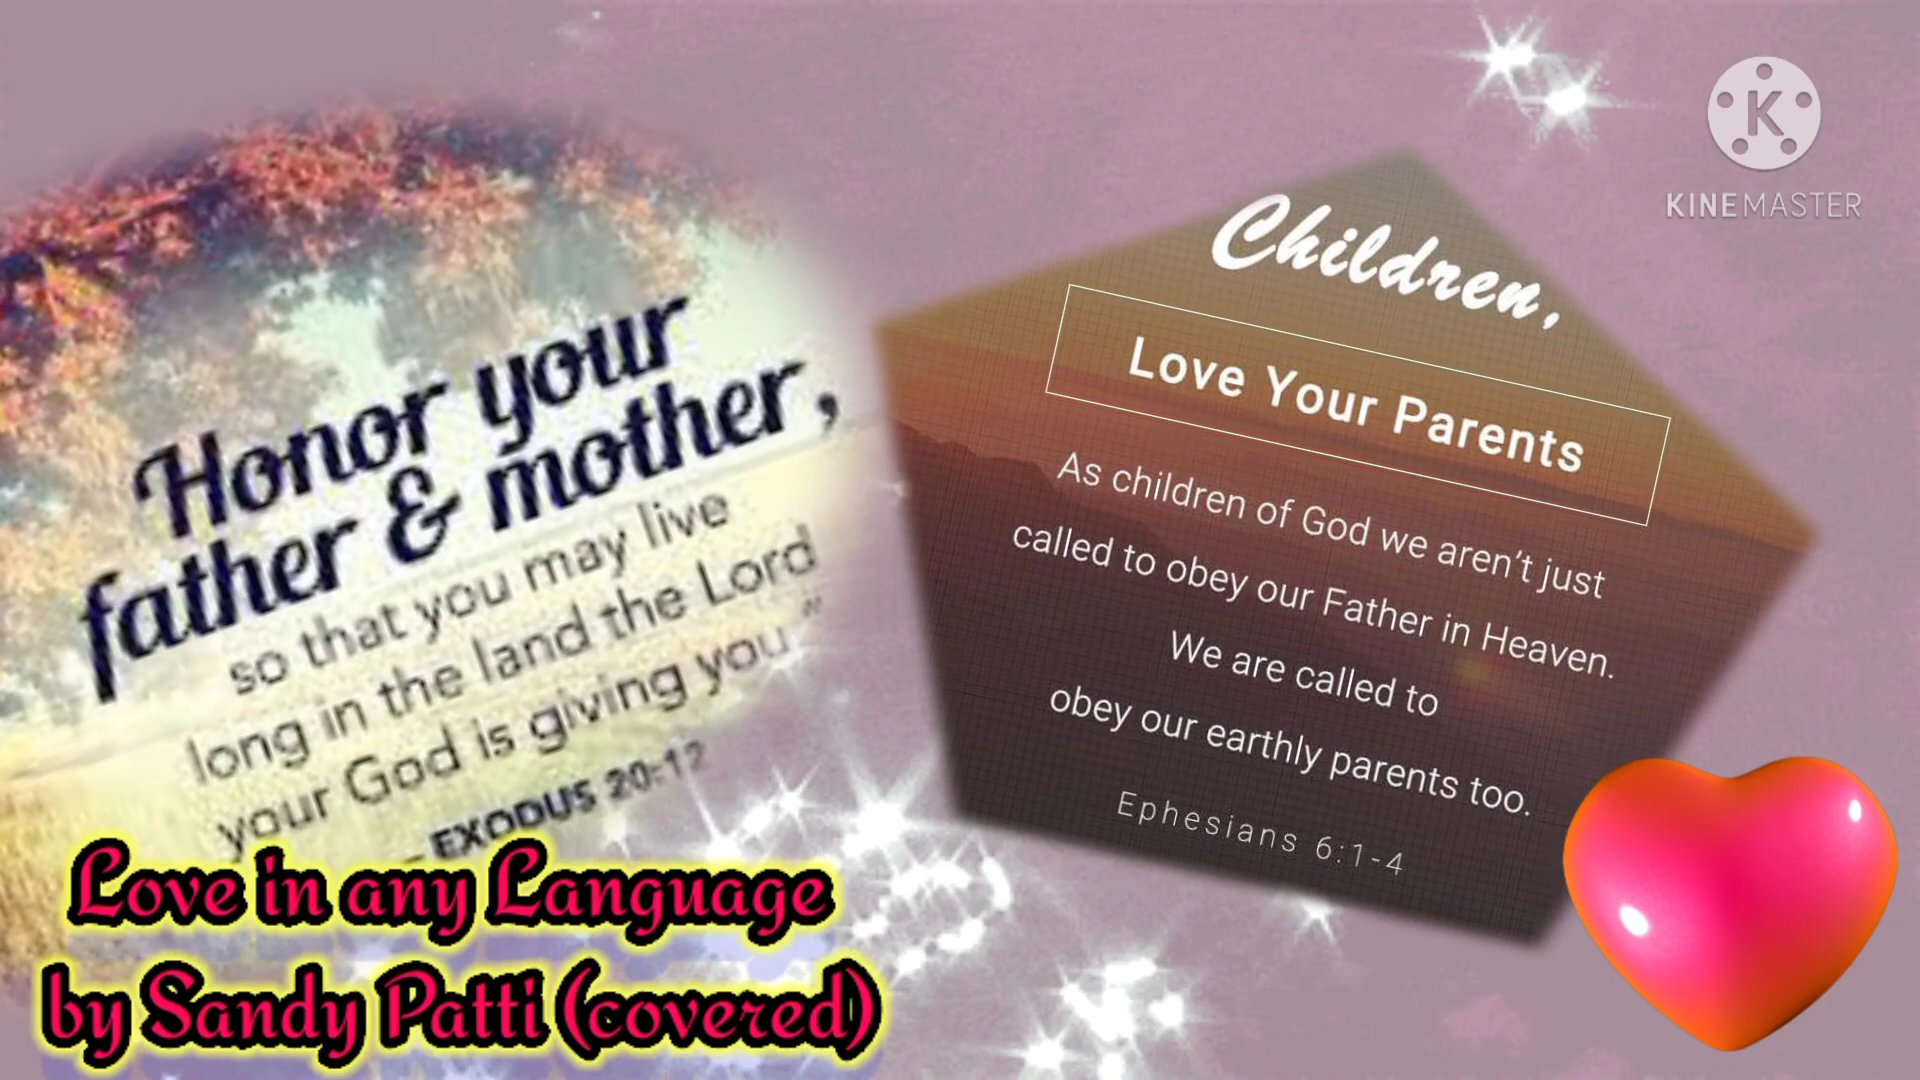 Honor your
father & mother,
so that you may live
long in the land the Lord
your God is giving you"
- EXODUS 20:12
Love in any Language
by Sandy Patti (covered)
Children,
Love Your Parents
As children of God we aren't just
called to obey our Father in Heaven.
We are called to
obey our earthly parents too.
Ephesians 6:1-4
K
KINEMASTER